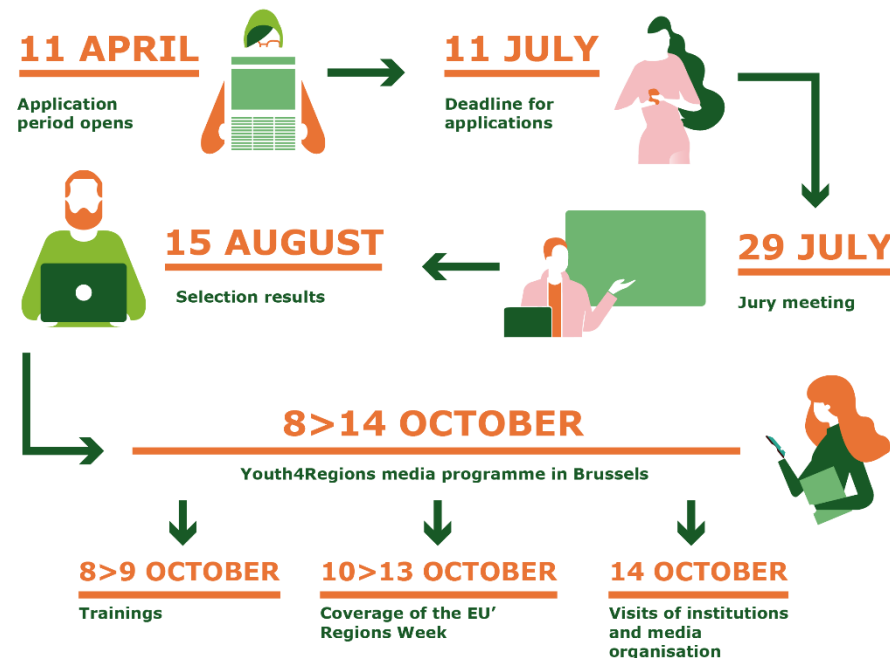 11 APRIL
Application
period opens
11 JULY
Deadline for
applications
29 JULY
Jury meeting
15 AUGUST
Selection results
8>14 OCTOBER
Youth4Regions media programme in Brussels
8>9 OCTOBER
Trainings
10>13 OCTOBER
Coverage of the EU’
Regions Week
14 OCTOBER
Visits of institutions
and media
organisation